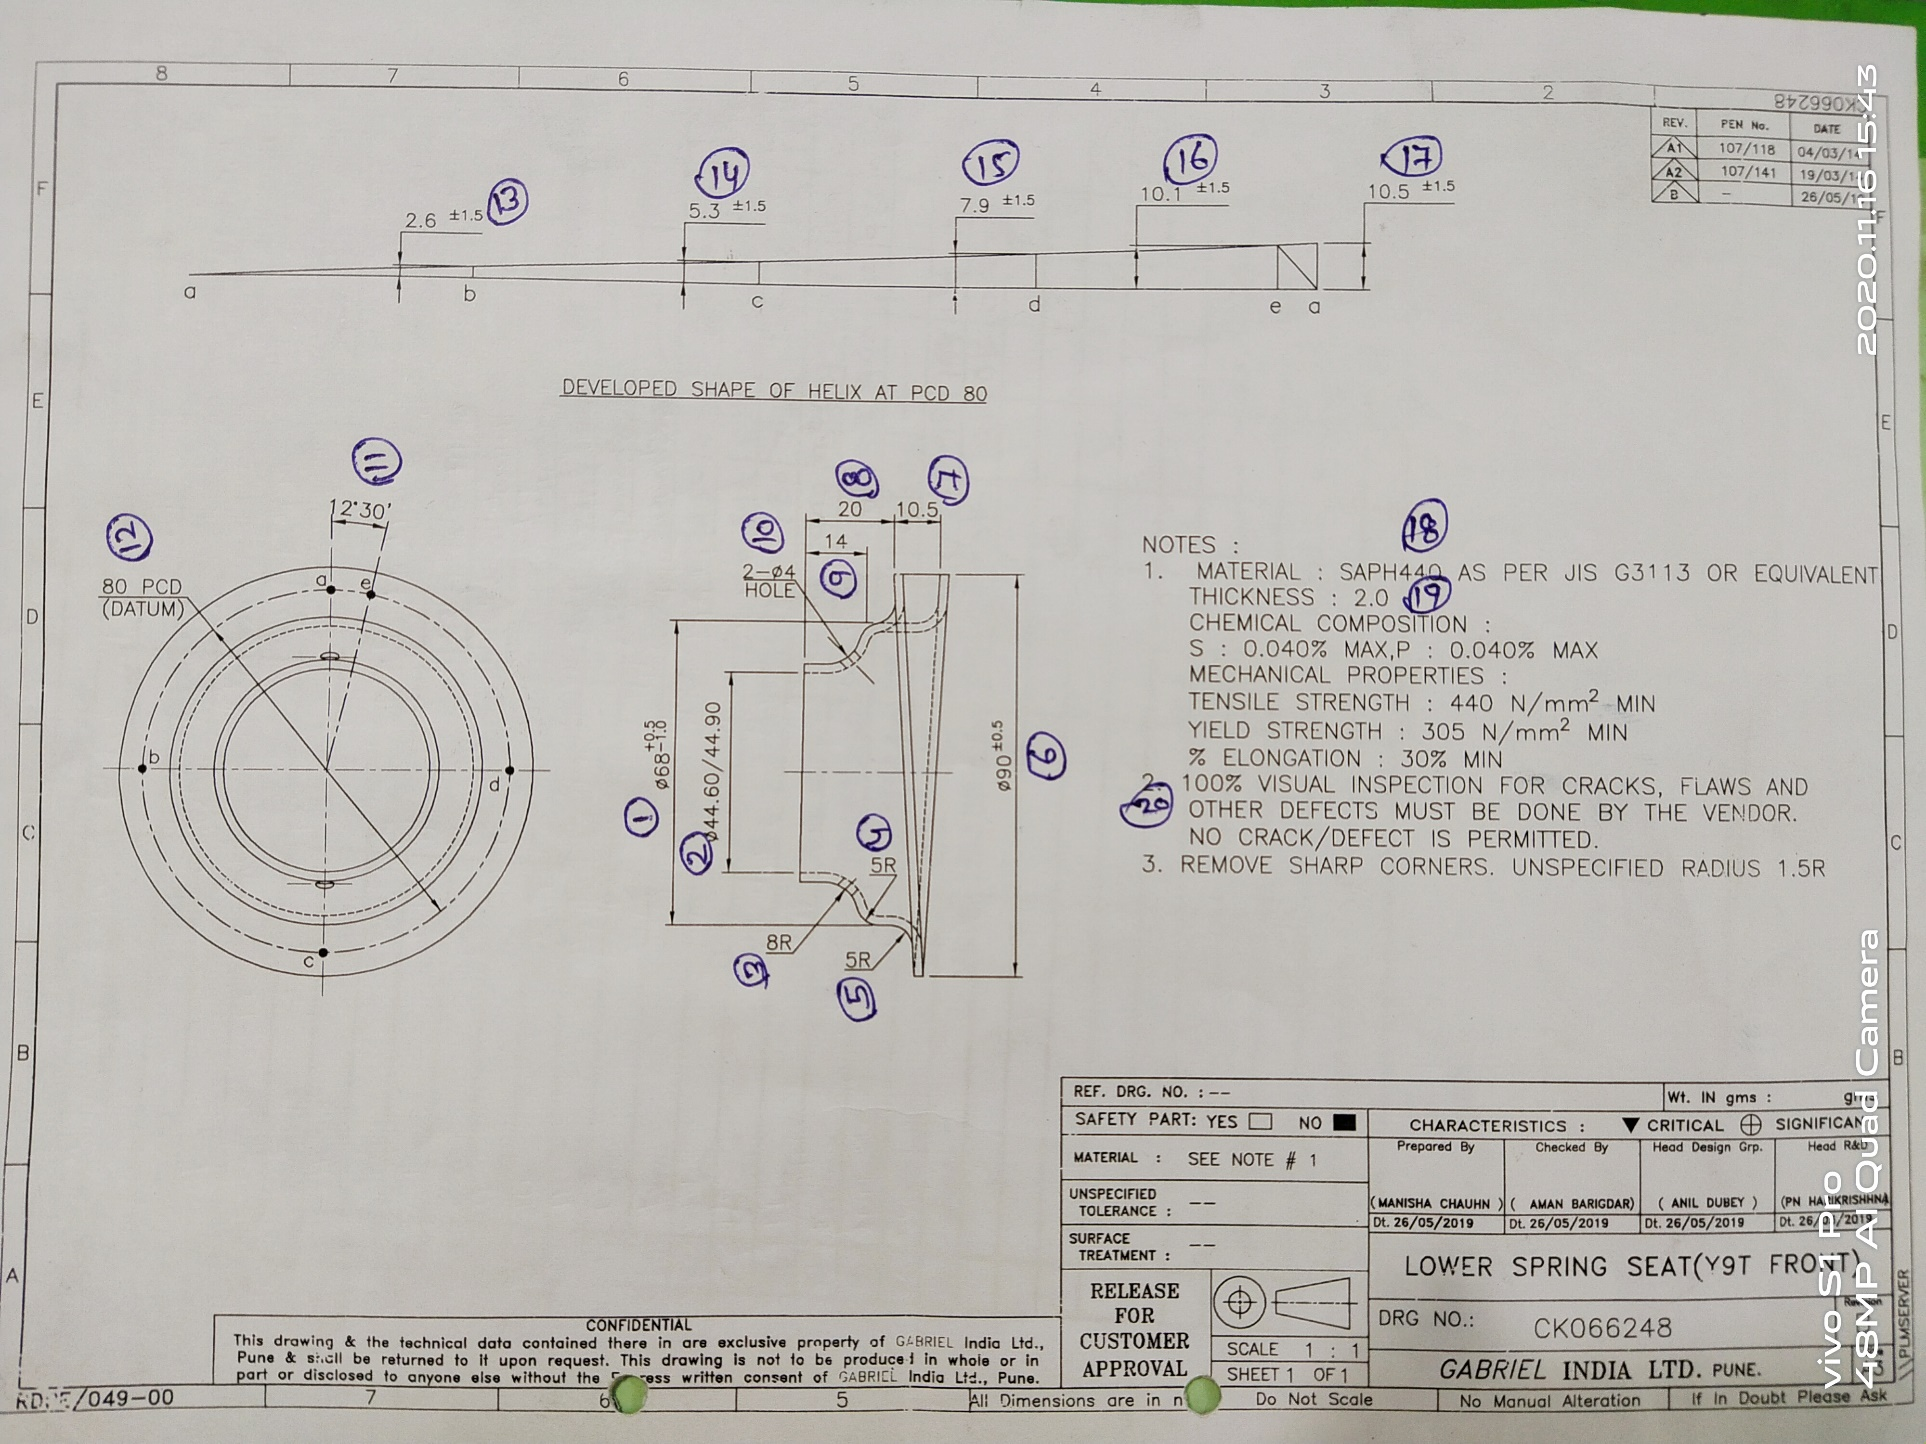 8 7 6 5 4 3 2
CK066248
REV. PEN No. DATE
A1 107/118 04/03/1
A2 107/141 19/03/1
B - 26/05/1
F
13
14
15
16
17
2.6 ±1.5
5.3 ±1.5
7.9 ±1.5
10.1 ±1.5
10.5 ±1.5
a b c d e a
F
E
E
DEVELOPED SHAPE OF HELIX AT PCD 80
11
12°30'
12
80 PCD
(DATUM)
a e
b
d
c
8
7
20 10.5
10
14
9
2-ø4
HOLE
ø68 +0.5 -1.0
1
ø44.60/44.90
2
4
5R
8R
3
5R
5
ø90±0.5
6
18
NOTES :
1. MATERIAL : SAPH440 AS PER JIS G3113 OR EQUIVALENT
THICKNESS : 2.0 19
CHEMICAL COMPOSITION :
S : 0.040% MAX,P : 0.040% MAX
MECHANICAL PROPERTIES :
TENSILE STRENGTH : 440 N/mm² MIN
YIELD STRENGTH : 305 N/mm² MIN
% ELONGATION : 30% MIN
2. 100% VISUAL INSPECTION FOR CRACKS, FLAWS AND
20 OTHER DEFECTS MUST BE DONE BY THE VENDOR.
NO CRACK/DEFECT IS PERMITTED.
3. REMOVE SHARP CORNERS. UNSPECIFIED RADIUS 1.5R
D
D
C
C
B
B
A
REF. DRG. NO. :--
Wt. IN gms :
SAFETY PART: YES NO
CHARACTERISTICS : CRITICAL SIGNIFICAN
MATERIAL : SEE NOTE # 1
Prepared By Checked By Head Design Grp. Head R&D
(MANISHA CHAUHN ) ( AMAN BARIGDAR) ( ANIL DUBEY )
Dt. 26/05/2019 Dt. 26/05/2019 Dt. 26/05/2019
UNSPECIFIED
TOLERANCE : --
SURFACE
TREATMENT : --
LOWER SPRING SEAT(Y9T FRONT)
RELEASE
FOR
CUSTOMER
APPROVAL
SCALE 1 : 1
SHEET 1 OF 1
DRG NO.: CK066248
GABRIEL INDIA LTD. PUNE.
\\PLMSERVER
CONFIDENTIAL
This drawing & the technical data contained there in are exclusive property of GABRIEL India Ltd.,
Pune & shall be returned to it upon request. This drawing is not to be produced in whole or in
part or disclosed to anyone else without the written consent of GABRIEL India Ltd., Pune.
/049-00
7 6 5
All Dimensions are in
Do Not Scale
No Manual Alteration
If In Doubt Please Ask
2020.11.16 15:43
vivo S1 Pro
48MP AI Quad Camera